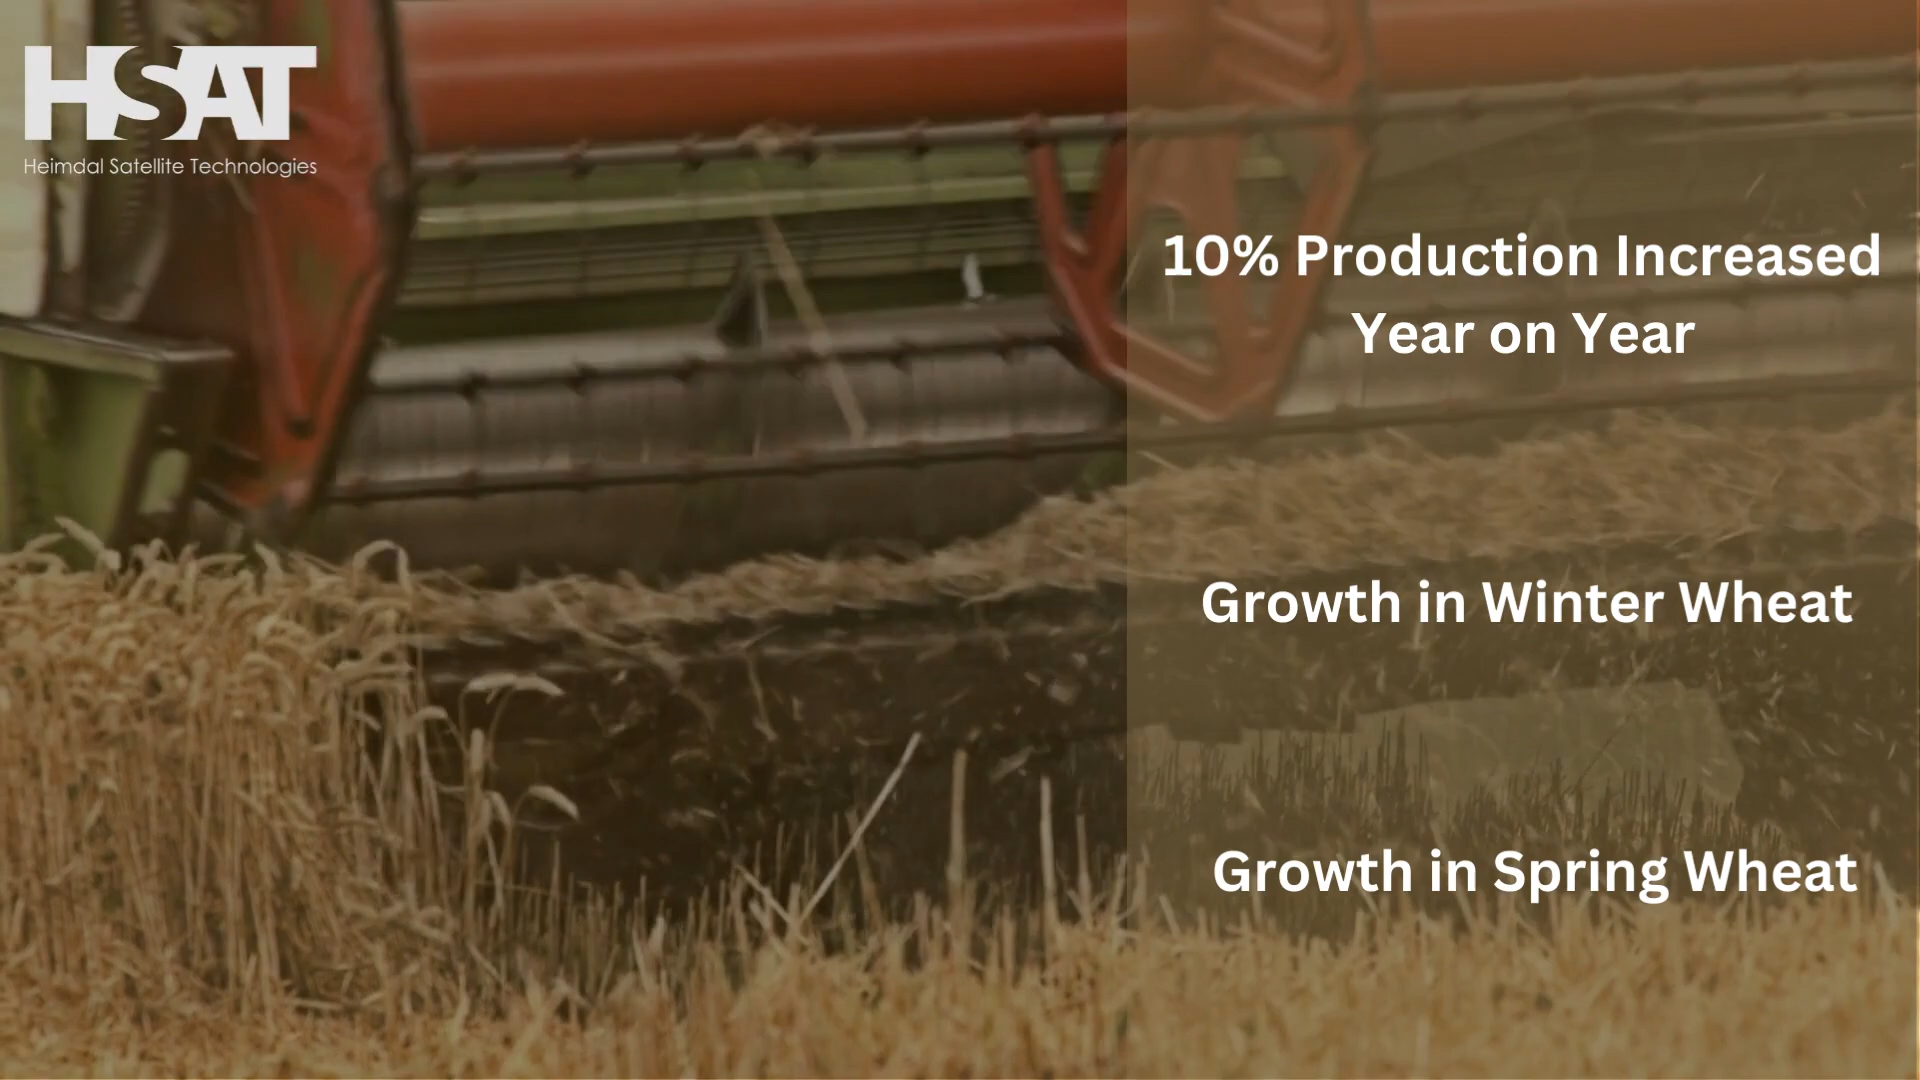 HSAT
Heimdal Satellite Technologies
10% Production Increased
Year on Year
Growth in Winter Wheat
Growth in Spring Wheat